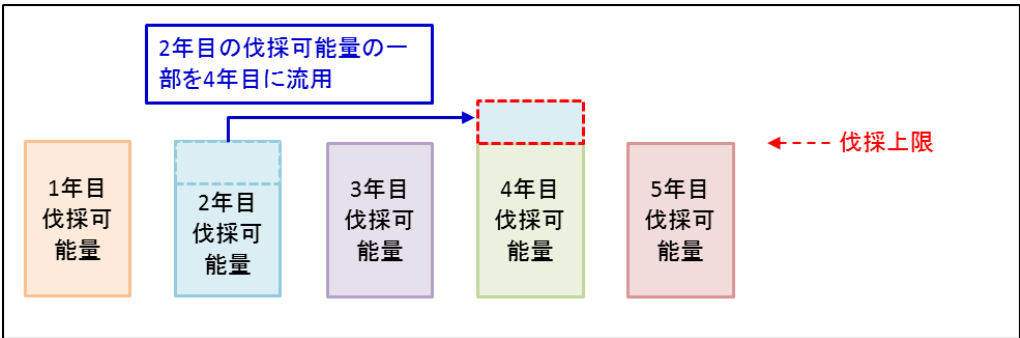 2年目の伐採可能量の一
部を4年目に流用
伐採上限
1年目
伐採可
能量
2年目
伐採可
能量
3年目
伐採可
能量
4年目
伐採可
能量
5年目
伐採可
能量